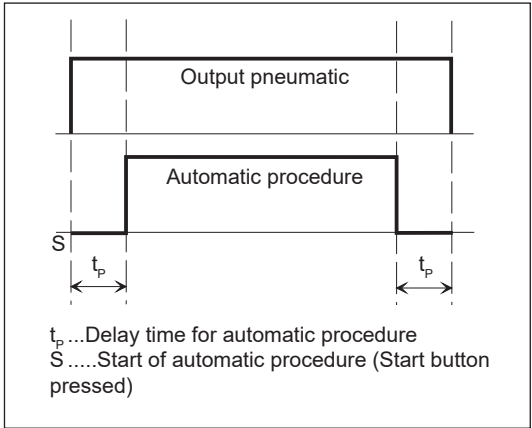 Output pneumatic
Automatic procedure
S
tP
tP
tP...Delay time for automatic procedure
S .....Start of automatic procedure (Start button
pressed)